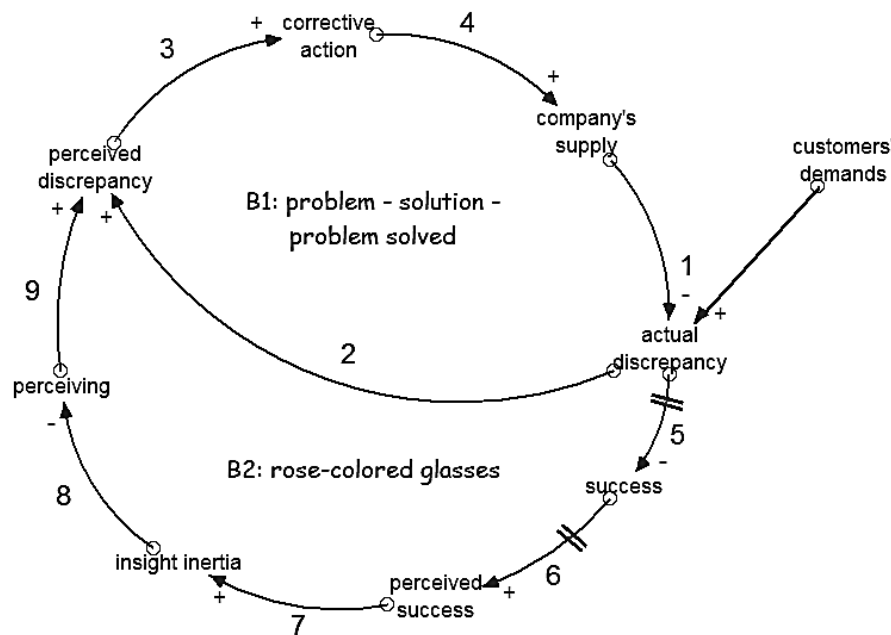 3
+
corrective
action
4
+
company's
supply
customers'
demands
perceived
discrepancy
+
+
B1: problem - solution -
problem solved
1
-
+
actual
discrepancy
9
2
perceiving
-
5
-
B2: rose-colored glasses
success
8
insight inertia
+
7
perceived
success
+
6